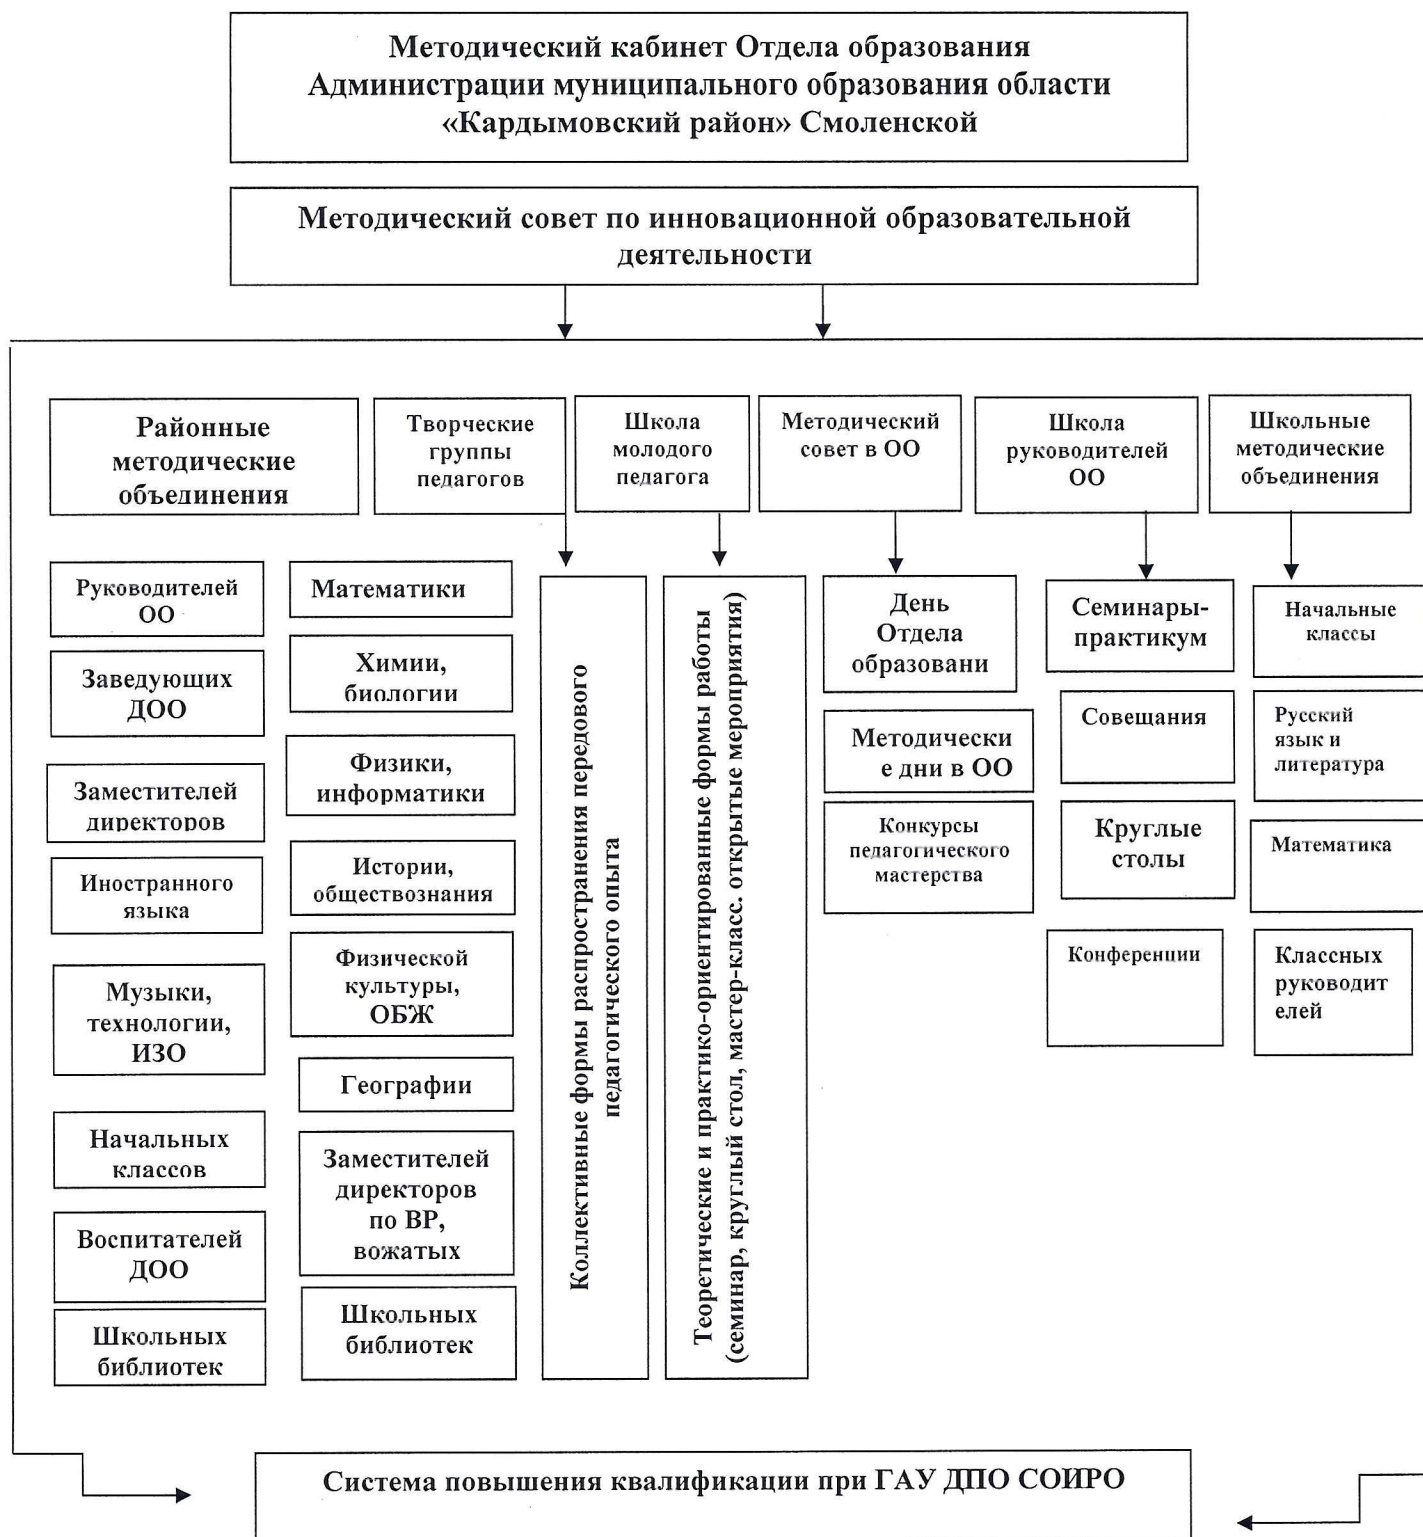 Методический кабинет Отдела образования
Администрации муниципального образования области
«Кардымовский район» Смоленской
Методический совет по инновационной образовательной
деятельности
Районные
методические
объединения
Творческие
группы
педагогов
Школа
молодого
педагога
Методический
совет в ОО
Школа
руководителей
ОО
Школьные
методические
объединения
Руководителей
ОО
Заведующих
ДОО
Заместителей
директоров
Иностранного
языка
Музыки,
технологии,
ИЗО
Начальных
классов
Воспитателей
ДОО
Школьных
библиотек
Математики
Химии,
биологии
Физики,
информатики
Истории,
обществознания
Физической
культуры,
ОБЖ
Географии
Заместителей
директоров
по ВР,
вожатых
Школьных
библиотек
Коллективные формы распространения передового
педагогического опыта
Теоретические и практико-ориентированные формы работы
(семинар, круглый стол, мастер-класс. открытые мероприятия)
День
Отдела
образовани
Методически
е дни в ОО
Конкурсы
педагогического
мастерства
Семинары-
практикум
Совещания
Круглые
столы
Конференции
Начальные
классы
Русский
язык и
литература
Математика
Классных
руководит
елей
Система повышения квалификации при ГАУ ДПО СОИРО